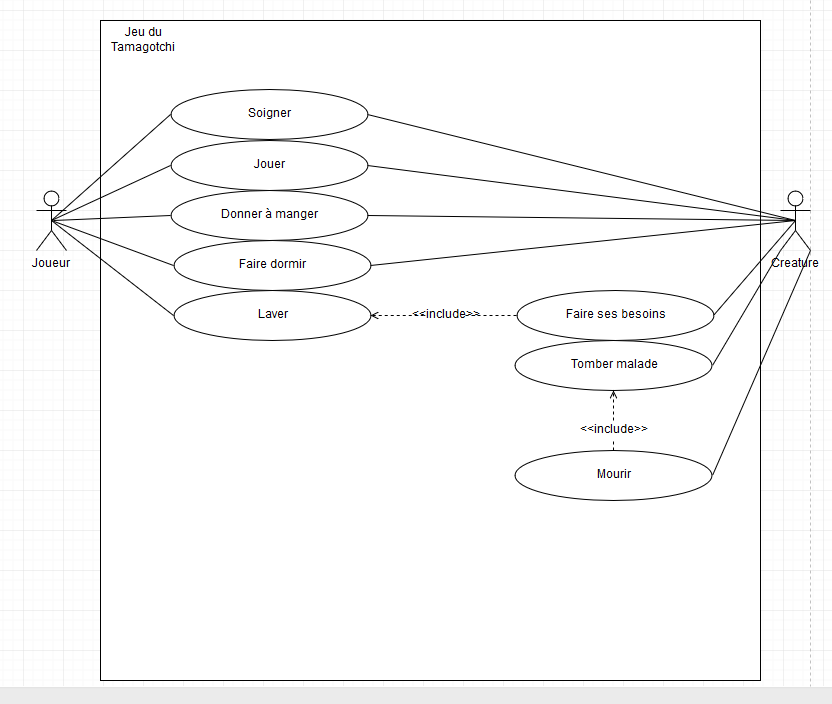 Jeu du
Tamagotchi
Soigner
Jouer
Donner à manger
Faire dormir
Laver
<<include>>
Faire ses besoins
Tomber malade
<<include>>
Mourir
Joueur
Creature